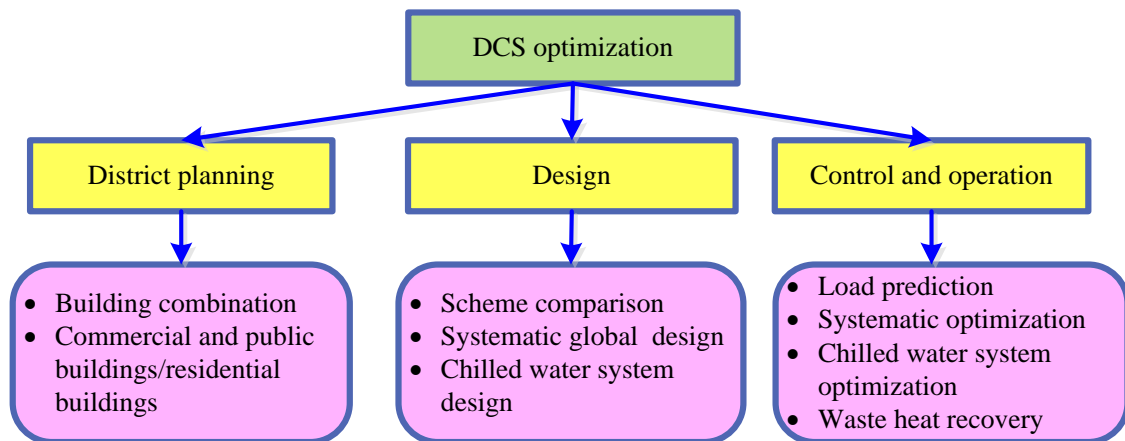 DCS optimization
District planning
Design
Control and operation
• Building combination
• Commercial and public
buildings/residential
buildings
• Scheme comparison
• Systematic global design
• Chilled water system
design
• Load prediction
• Systematic optimization
• Chilled water system
optimization
• Waste heat recovery